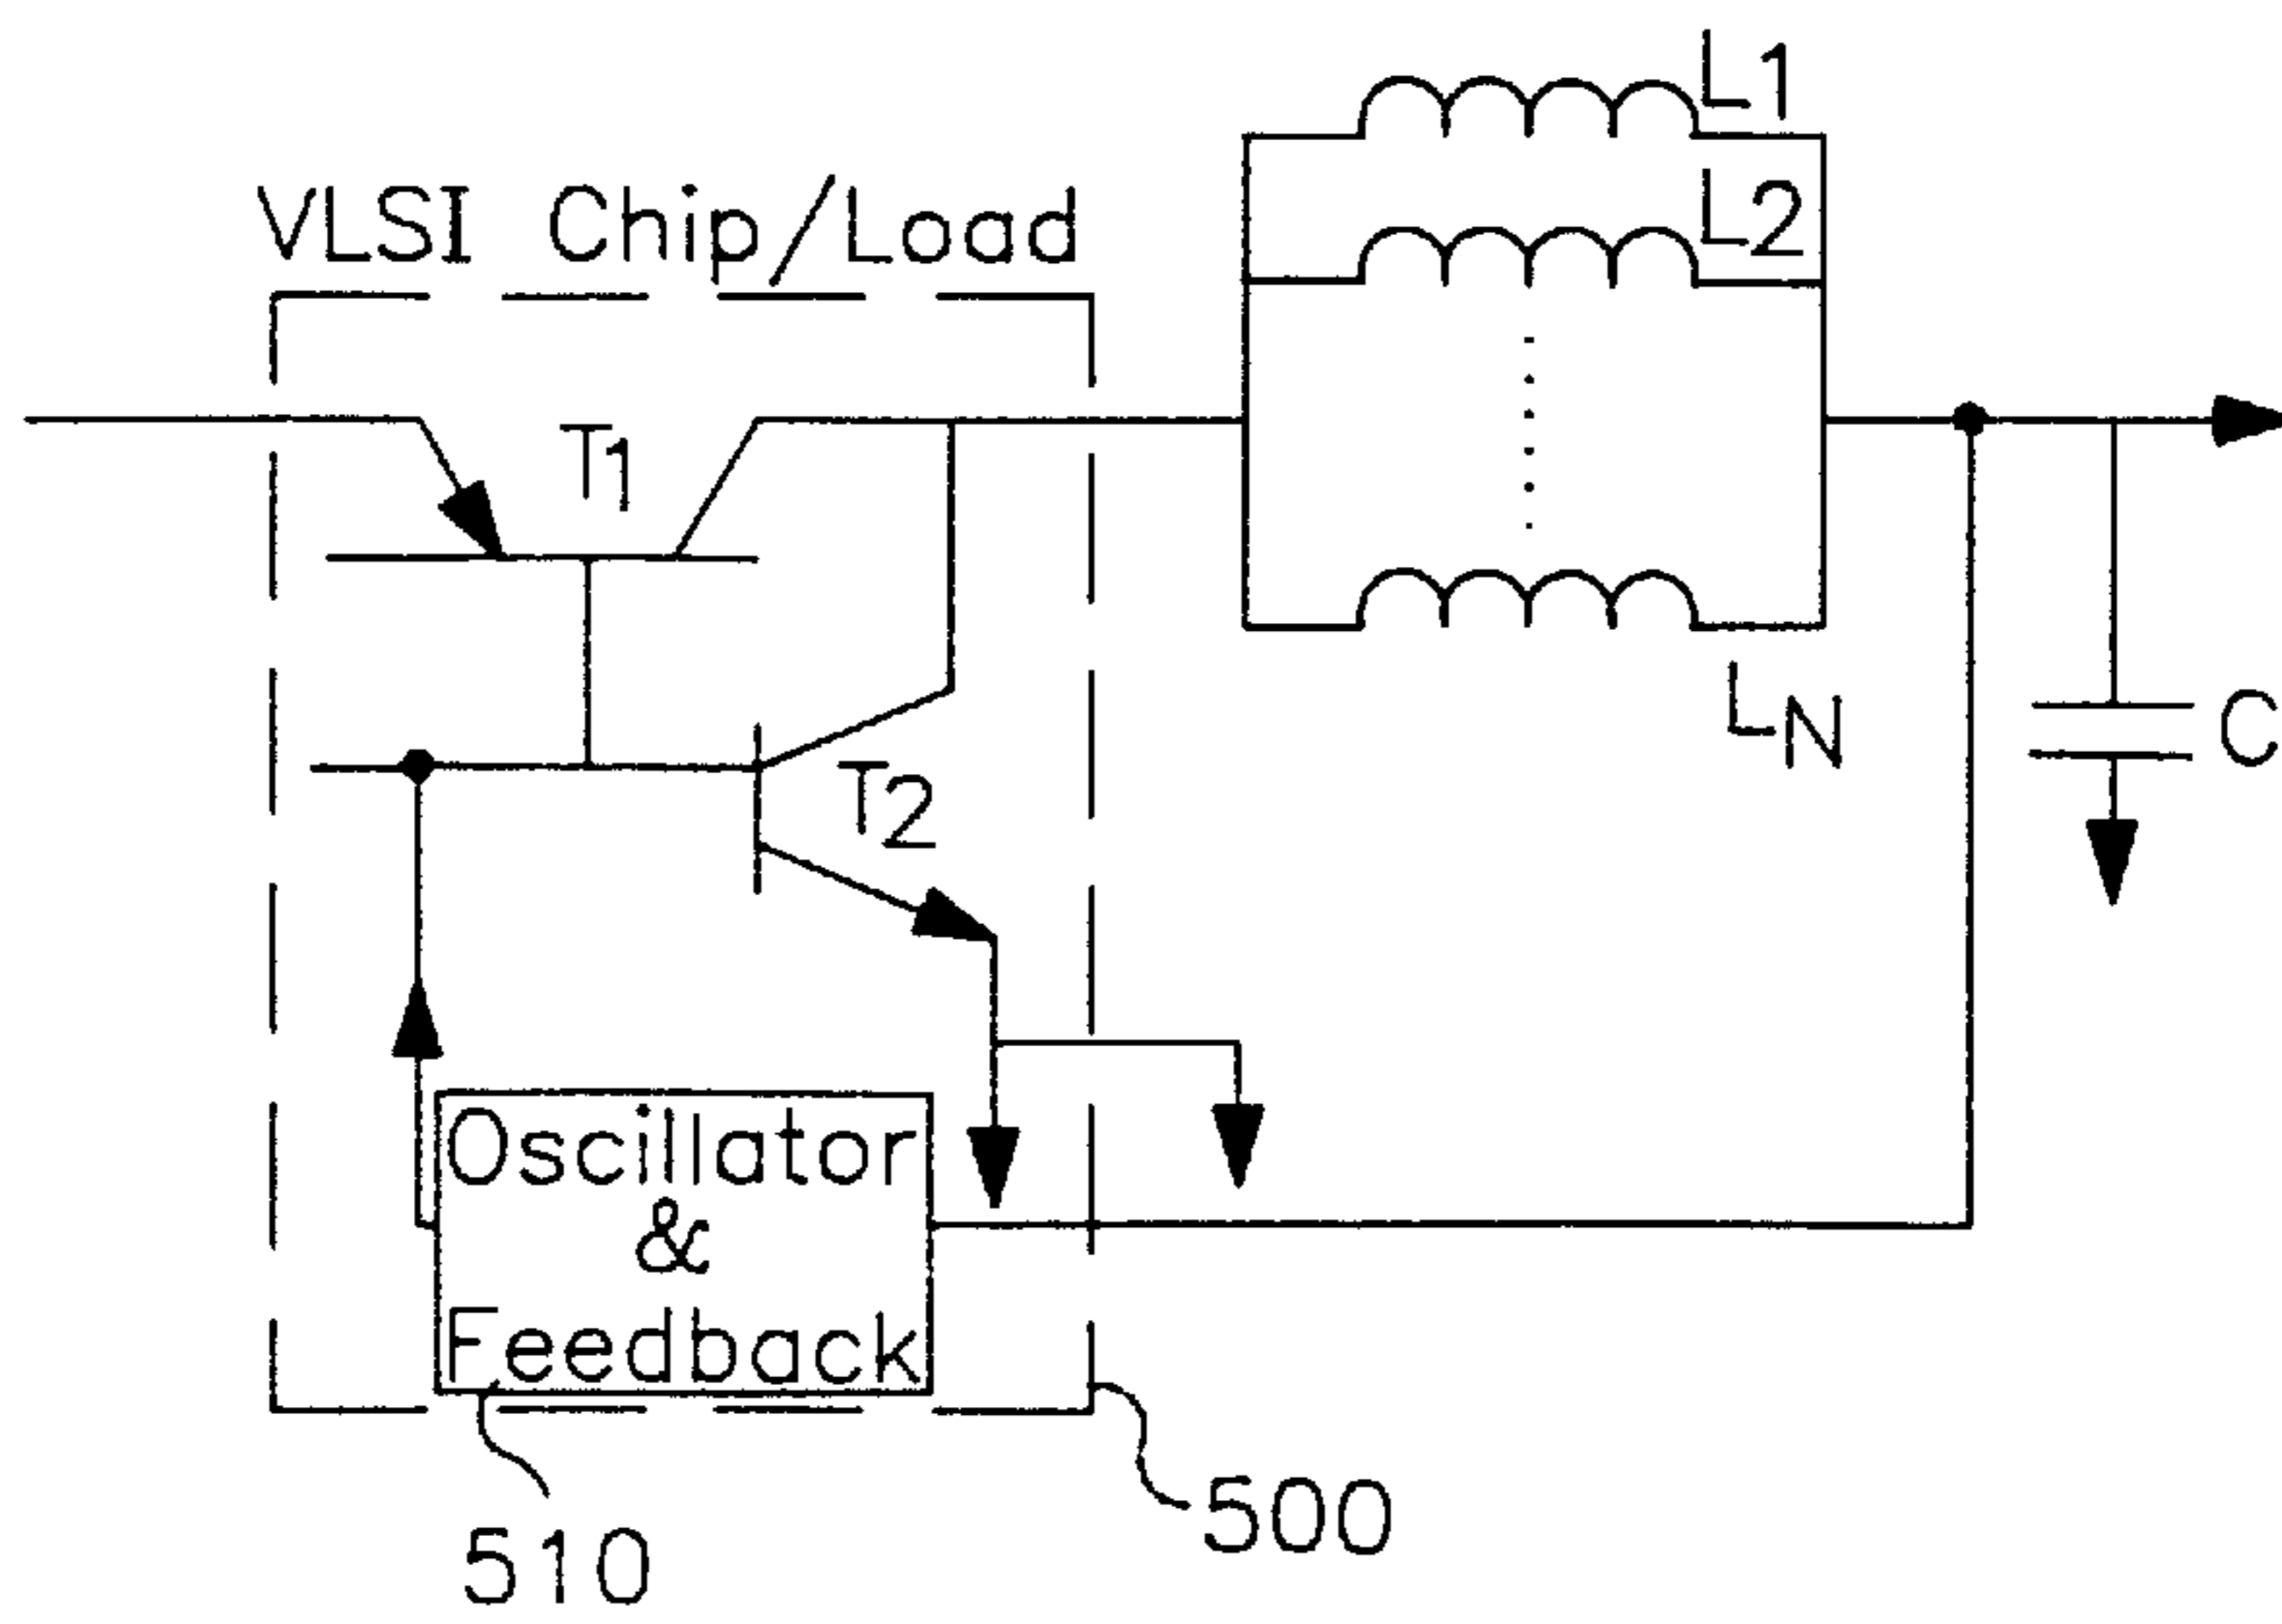 L1
VLSI Chip/Load
L2
T1
LN
C
T2
Oscillator
&
Feedback
500
510